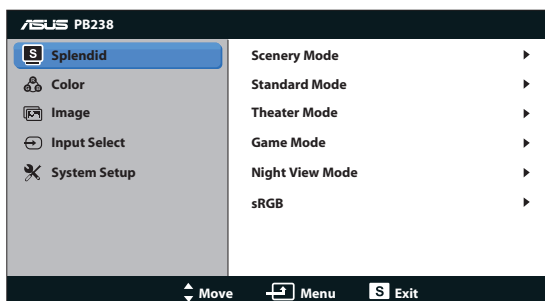 ASUS PB238
S Splendid
Color
Image
Input Select
System Setup
Scenery Mode
Standard Mode
Theater Mode
Game Mode
Night View Mode
sRGB
Move Menu S Exit